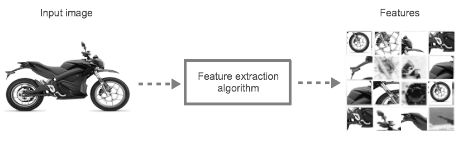 Input image
Features
Feature extraction
algorithm